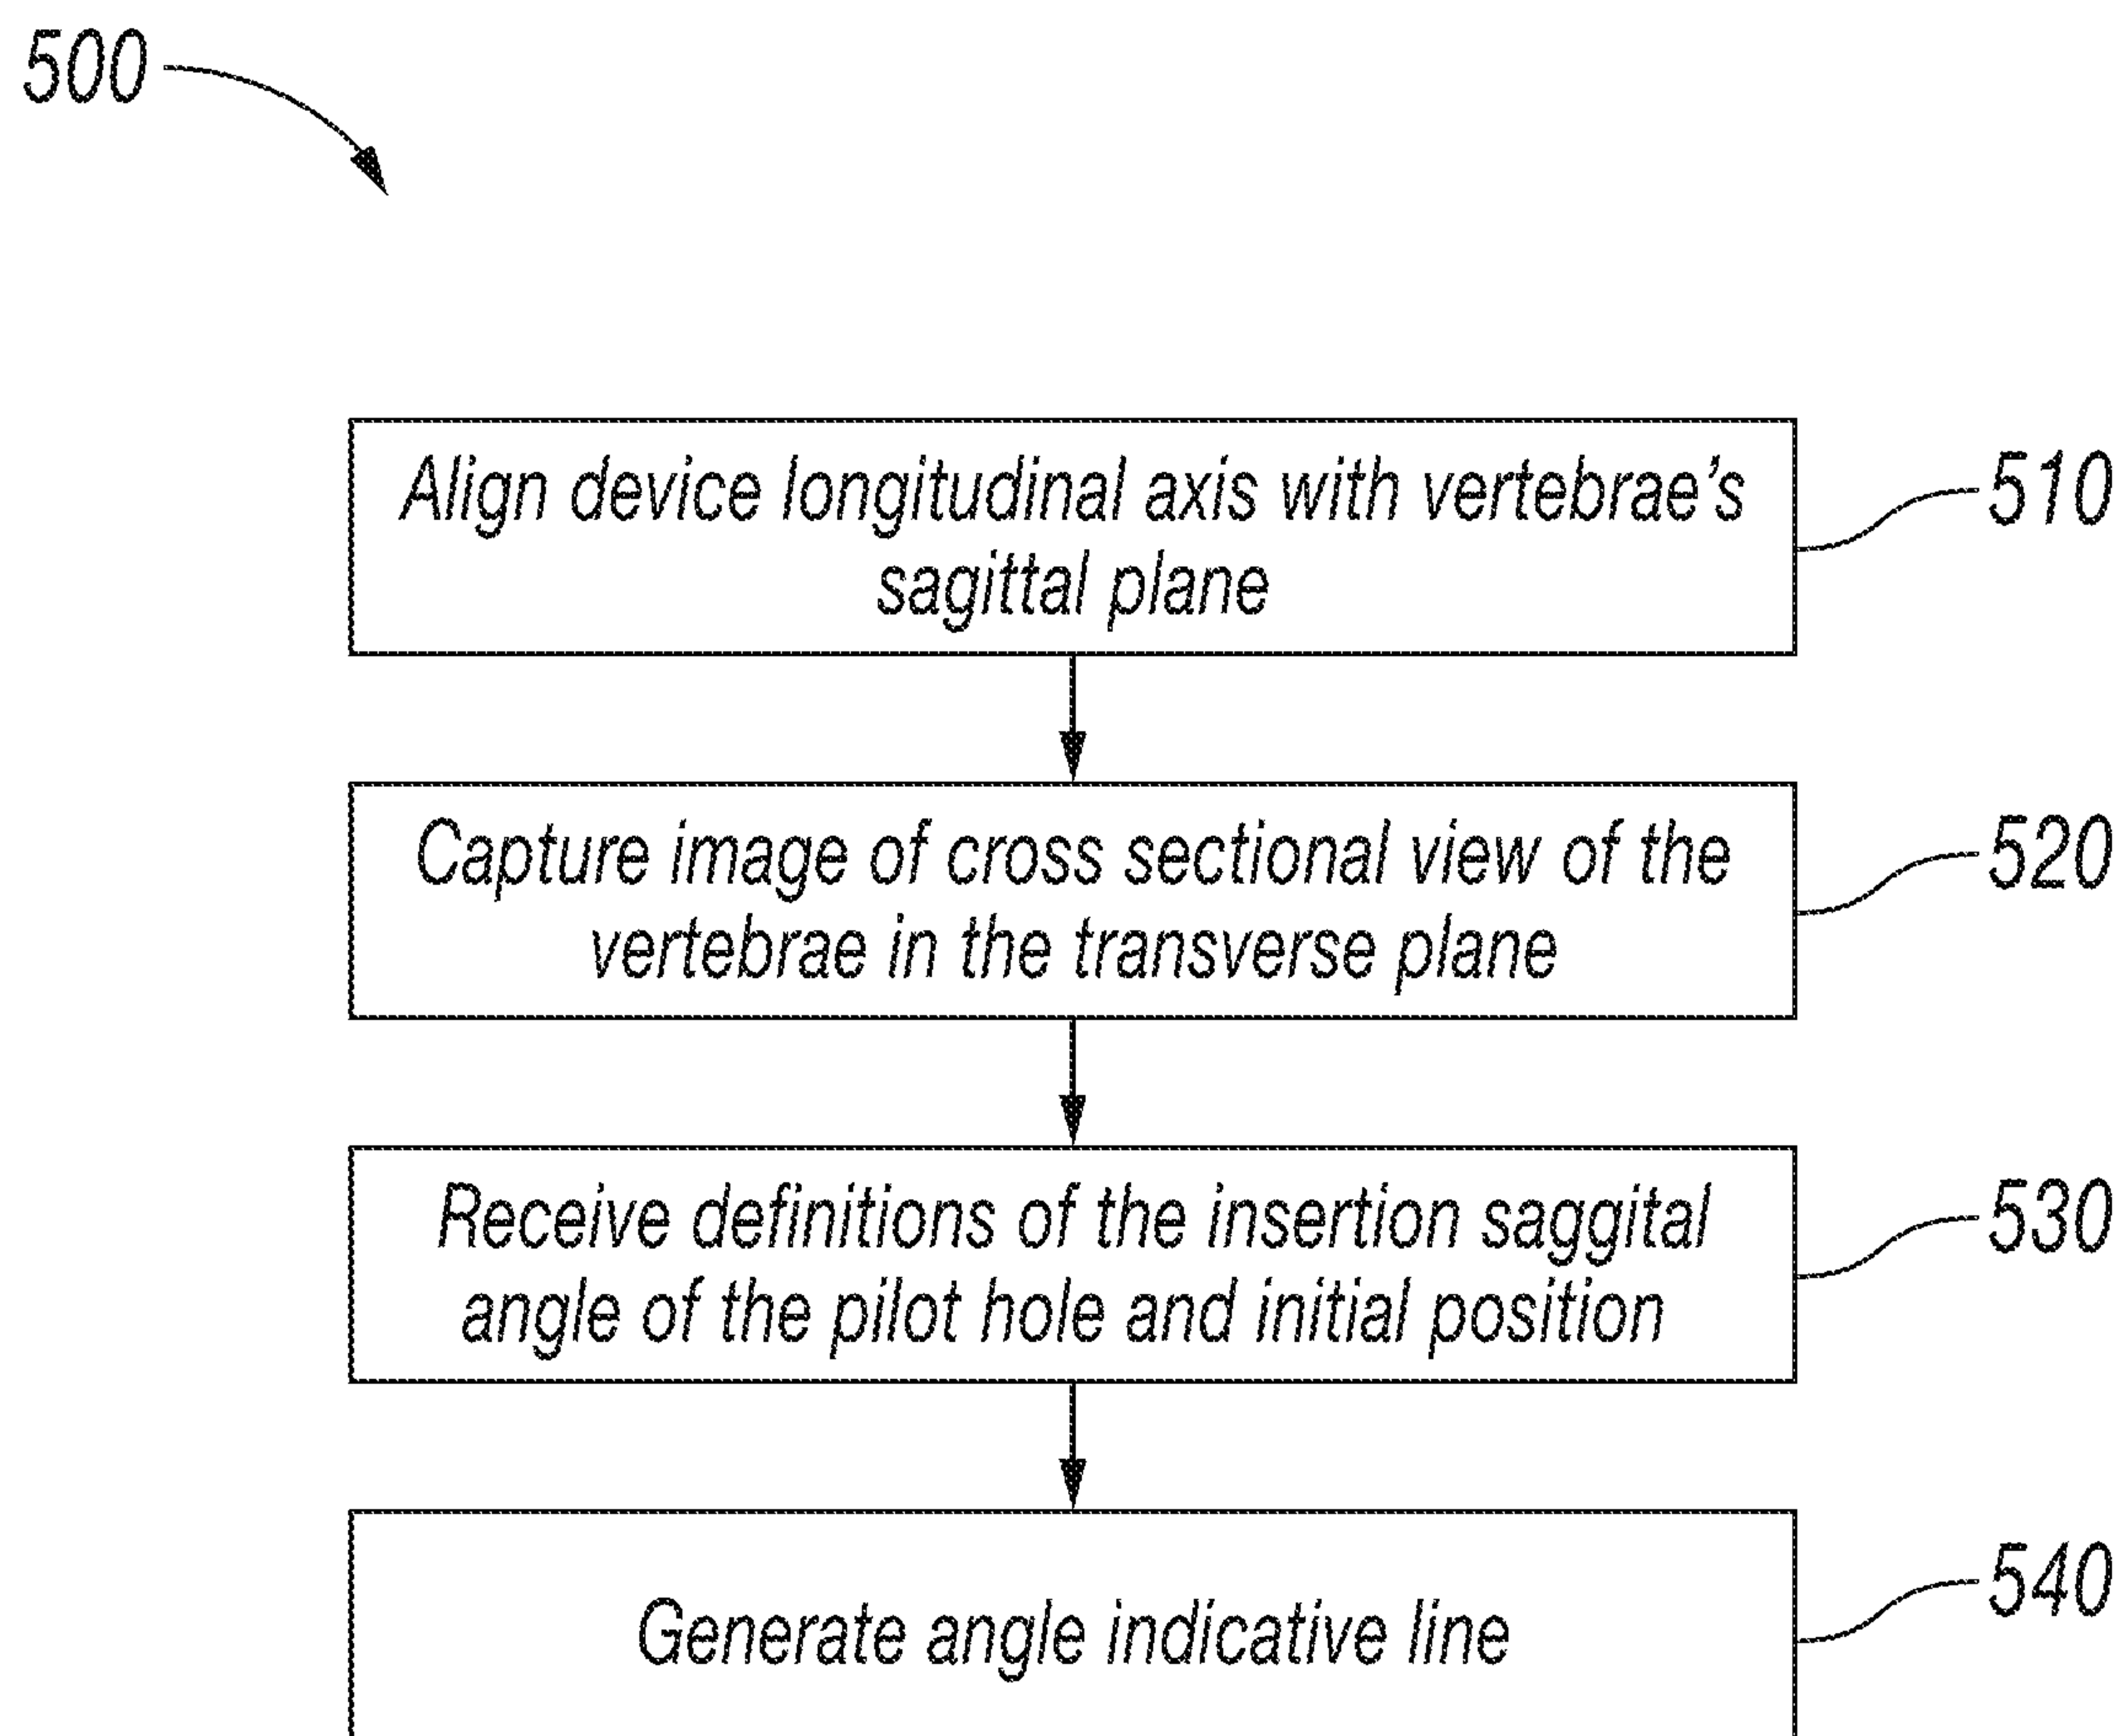 500
Align device longitudinal axis with vertebrae's
sagittal plane
510
Capture image of cross sectional view of the
vertebrae in the transverse plane
520
Receive definitions of the insertion saggital
angle of the pilot hole and initial position
530
Generate angle indicative line
540